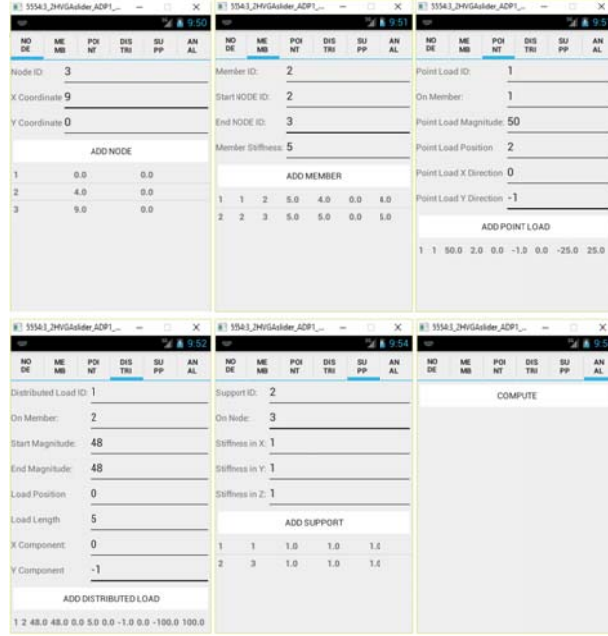 5554:3_2HVGAslider_ADP1_...
9:50
NO DE ME MB POI NT DIS TRI SU PP AN AL
Node ID: 3
X Coordinate 9
Y Coordinate 0
ADD NODE
1 0.0 0.0
2 4.0 0.0
3 9.0 0.0
5554:3_2HVGAslider_ADP1_...
9:51
NO DE ME MB POI NT DIS TRI SU PP AN AL
Member ID: 2
Start NODE ID: 2
End NODE ID: 3
Member Stiffness: 5
ADD MEMBER
1 1 2 5.0 4.0 0.0 4.0
2 2 3 5.0 5.0 0.0 5.0
5554:3_2HVGAslider_ADP1_...
NO DE ME MB POI NT DIS TRI SU PP AN AL
Point Load ID: 1
On Member: 1
Point Load Magnitude: 50
Point Load Position 2
Point Load X Direction 0
Point Load Y Direction -1
ADD POINT LOAD
1 1 50.0 2.0 0.0 -1.0 0.0 -25.0 25.0
5554:3_2HVGAslider_ADP1_...
9:52
NO DE ME MB POI NT DIS TRI SU PP AN AL
Distributed Load ID: 1
On Member: 2
Start Magnitude: 48
End Magnitude: 48
Load Position 0
Load Length 5
X Component: 0
Y Component -1
ADD DISTRIBUTED LOAD
1 2 48.0 48.0 0.0 5.0 0.0 -1.0 0.0 -100.0 100.0
5554:3_2HVGAslider_ADP1_...
9:54
NO DE ME MB POI NT DIS TRI SU PP AN AL
Support ID: 2
On Node: 3
Stiffness in X: 1
Stiffness in Y: 1
Stiffness in Z: 1
ADD SUPPORT
1 1 1.0 1.0 1.0
2 3 1.0 1.0 1.0
5554:3_2HVGAslider_ADP1_...
NO DE ME MB POI NT DIS TRI SU PP AN AL
COMPUTE